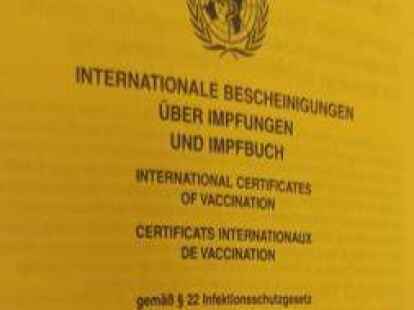 INTERNATIONALE BESCHEINIGUNGEN
ÜBER IMPFUNGEN
UND IMPFBUCH
INTERNATIONAL CERTIFICATES
OF VACCINATION
CERTIFICATS INTERNATIONAUX
DE VACCINATION
gemäß § 22 Infektionsschutzgesetz